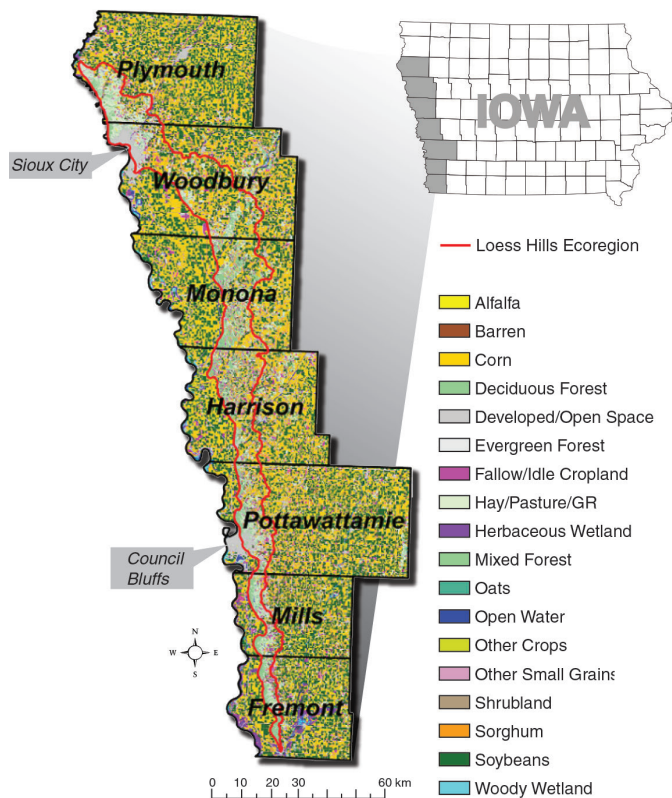 Plymouth
Sioux City
Woodbury
Monona
Harrison
Pottawattamie
Council
Bluffs
Mills
Fremont
N
W E
S
0 10 20 30 40 60 km
IOWA
Loess Hills Ecoregion
Alfalfa
Barren
Corn
Deciduous Forest
Developed/Open Space
Evergreen Forest
Fallow/Idle Cropland
Hay/Pasture/GR
Herbaceous Wetland
Mixed Forest
Oats
Open Water
Other Crops
Other Small Grains
Shrubland
Sorghum
Soybeans
Woody Wetland